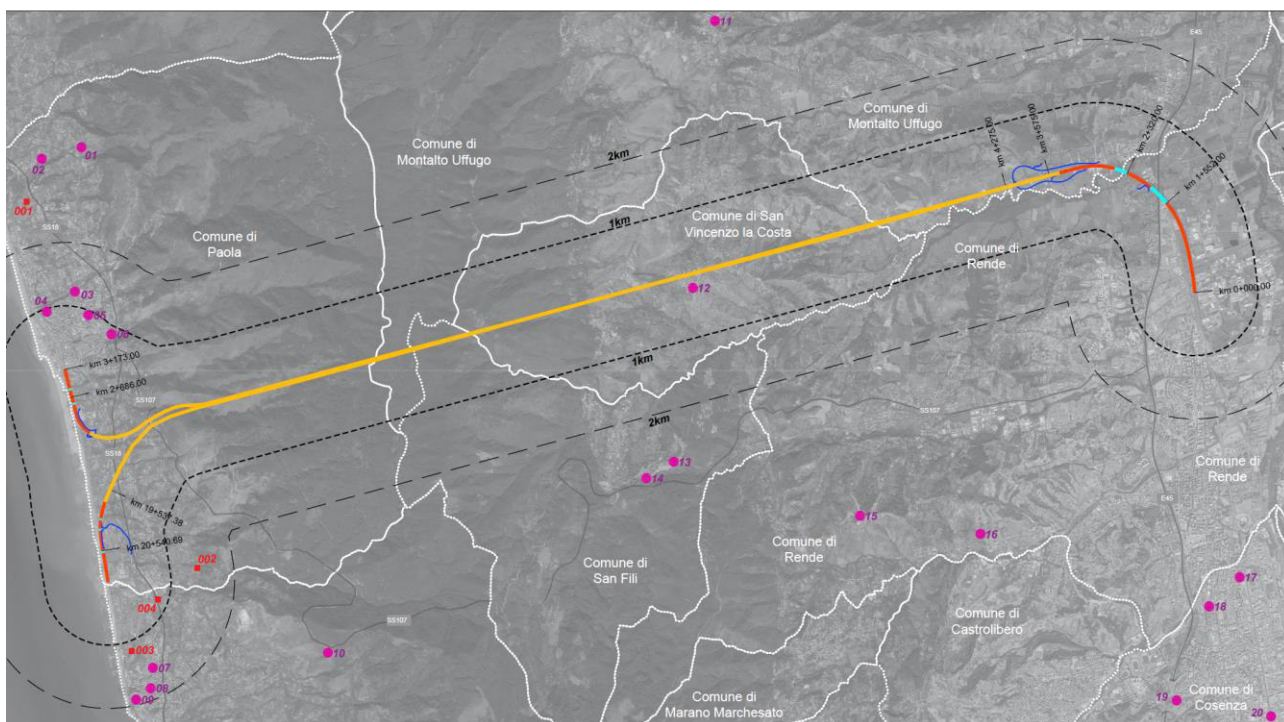 11
E45
Comune di
Montalto Uffugo
Comune di
Montalto Uffugo
2km
km 4+275.00
km 3+575.00
km 2+320.00
km 1+552.00
01
02
001
SS18
1km
Comune di San
Vincenzo la Costa
Comune di
Paola
Comune di
Rende
12
km 0+000.00
03
04
05
06
1km
km 3+173.00
km 2+686.00
SS107
2km
SS107
SS18
13
14
Comune di
Rende
km 19+537.38
E45
15
16
km 20+540.69
002
Comune di
San Fili
Comune di
Rende
17
004
18
Comune di
Castrolibero
SS107
003
10
07
08
09
Comune di
Marano Marchesato
19
Comune di
Cosenza
20